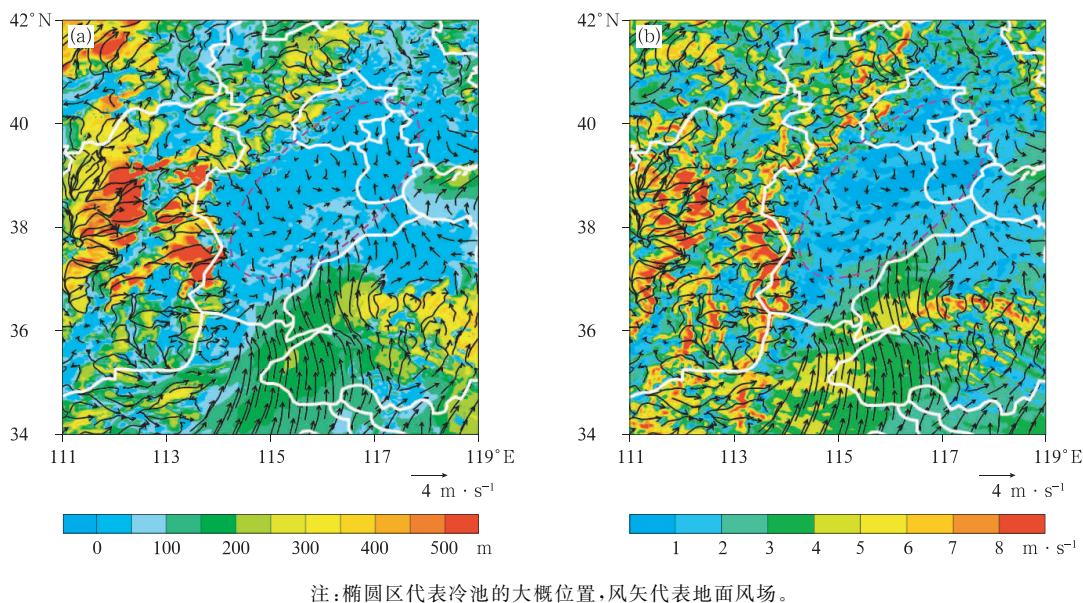 42°N (a)
40
38
36
34
111 113 115 117 119°E
4 m · s⁻¹
0 100 200 300 400 500 m
42°N (b)
40
38
36
34
111 113 115 117 119°E
4 m · s⁻¹
1 2 3 4 5 6 7 8 m · s⁻¹
注:椭圆区代表冷池的大概位置,风矢代表地面风场。